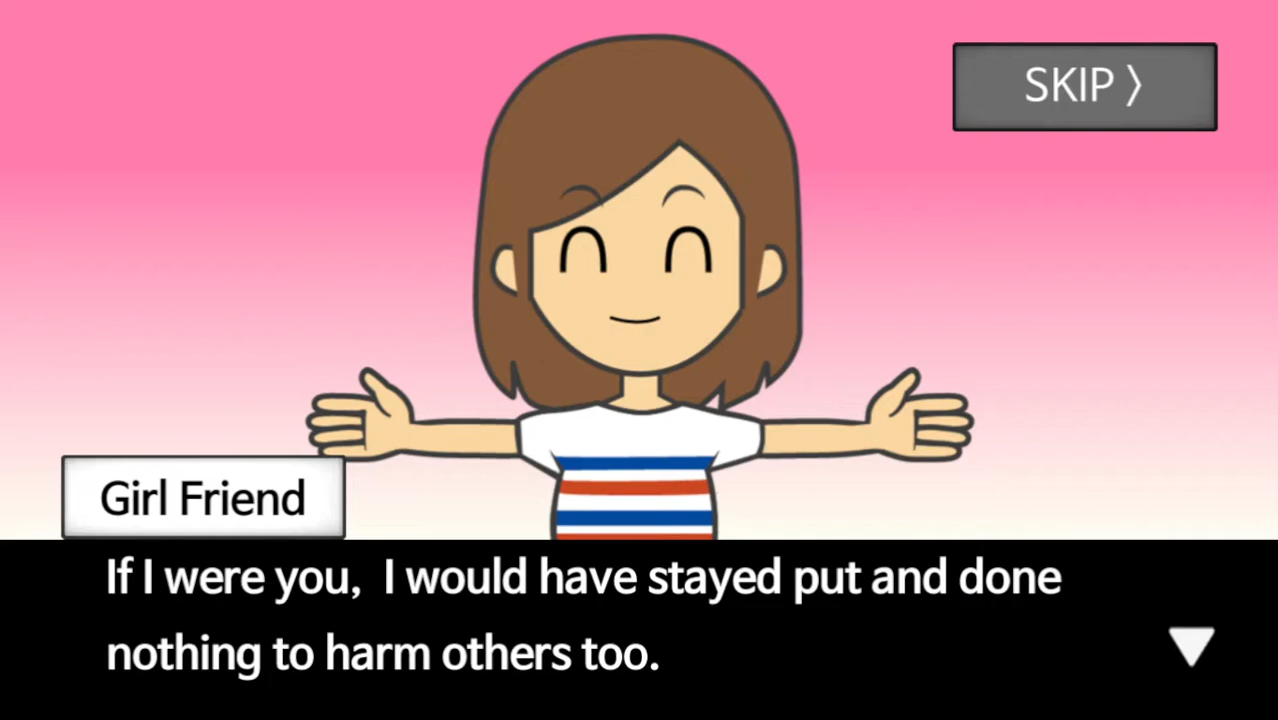 SKIP 〉
Girl Friend
If I were you,  I would have stayed put and done
nothing to harm others too.